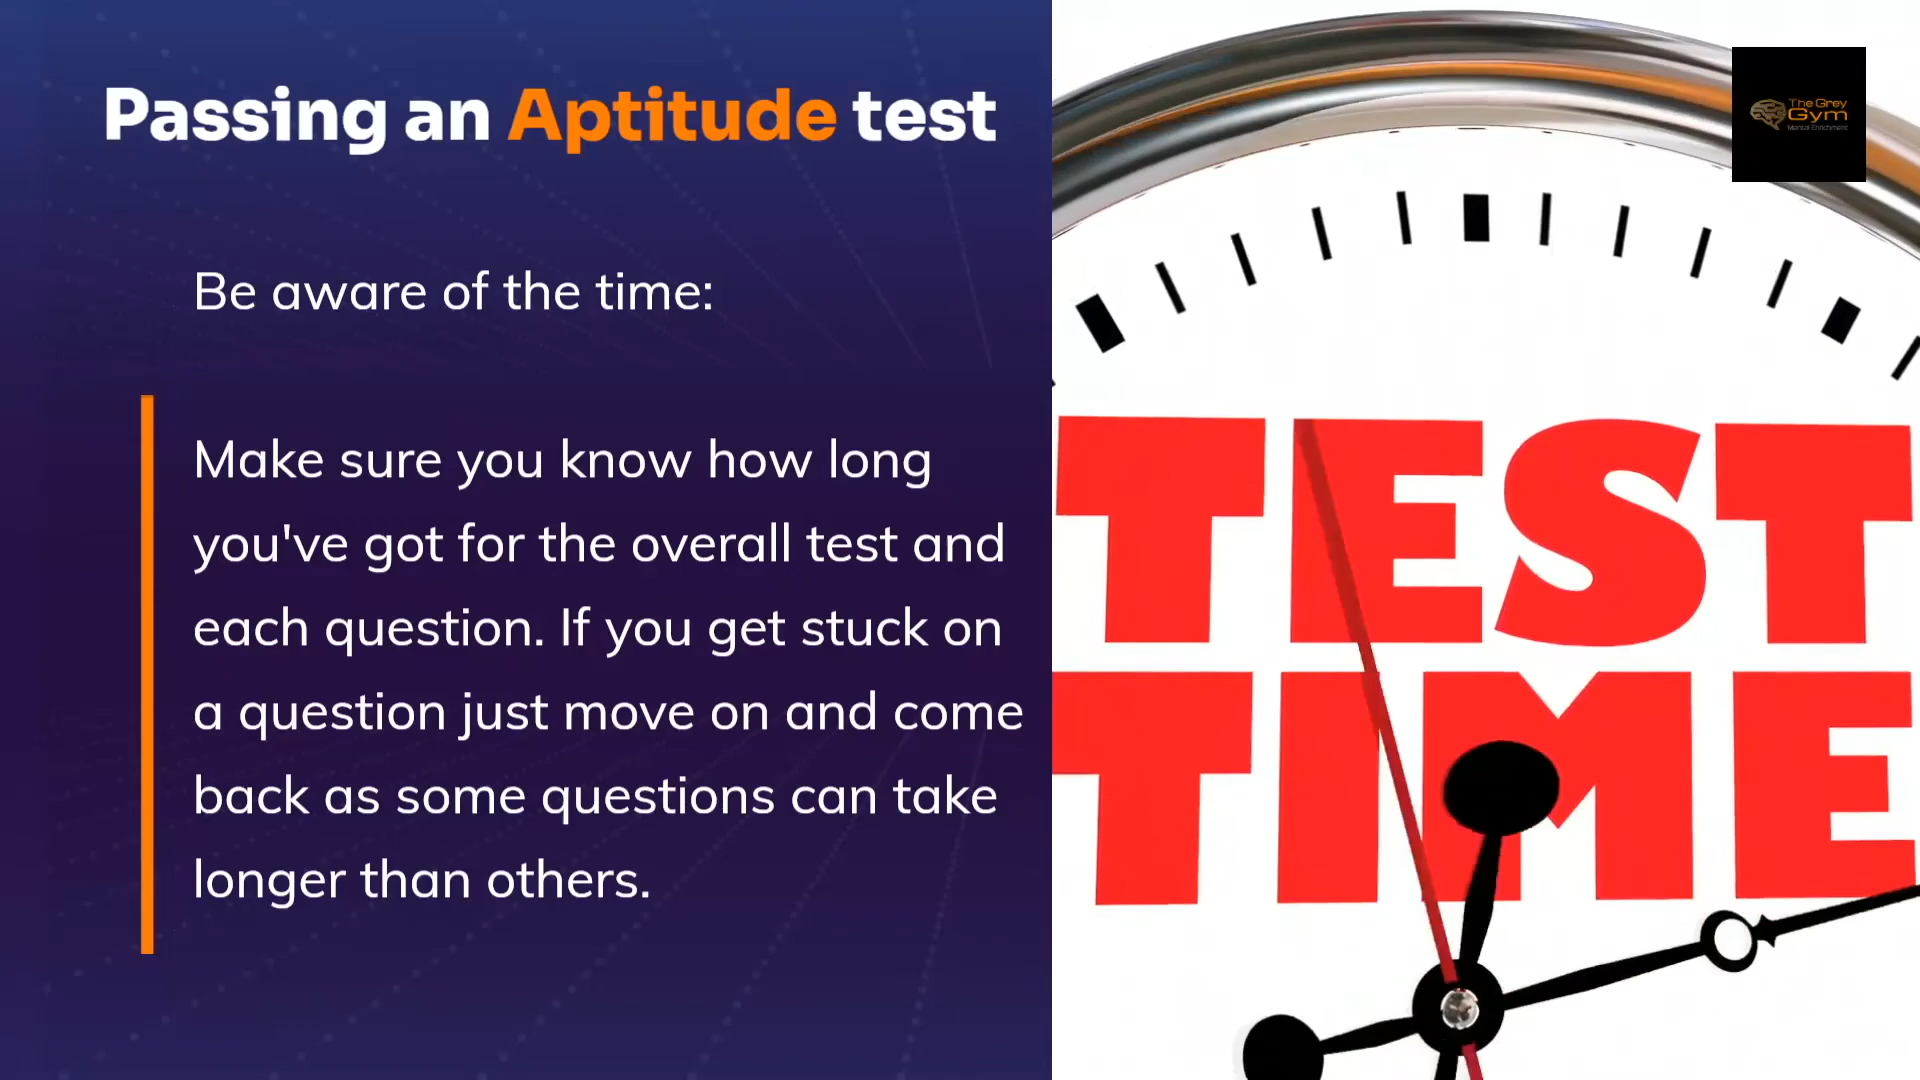 Passing an Aptitude test
Be aware of the time:
Make sure you know how long
you've got for the overall test and
each question. If you get stuck on
a question just move on and come
back as some questions can take
longer than others.
The Grey
Gym
Mental Enrichment
TEST
TIME